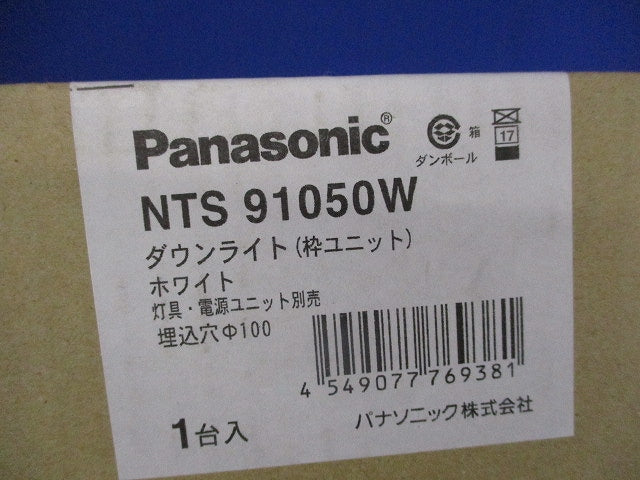 Panasonic®
箱
ダンボール
17
NTS 91050W
ダウンライト(枠ユニット)
ホワイト
灯具・電源ユニット別売
埋込穴Φ100
4 549077 769381
1台入
パナソニック株式会社